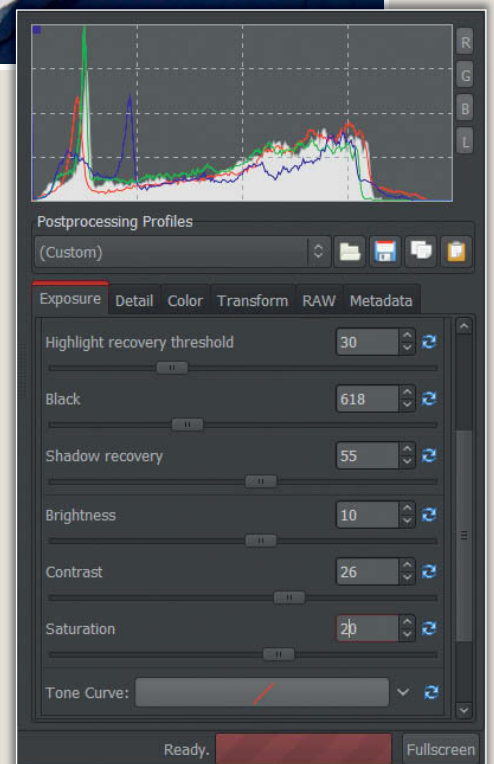 R
G
B
L
Postprocessing Profiles
(Custom)
Exposure Detail Color Transform RAW Metadata
Highlight recovery threshold 30
Black 618
Shadow recovery 55
Brightness 10
Contrast 26
Saturation 20
Tone Curve:
Ready. Fullscreen